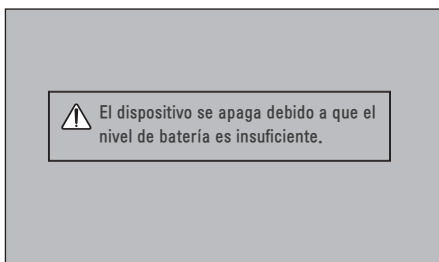 El dispositivo se apaga debido a que el
nivel de batería es insuficiente.